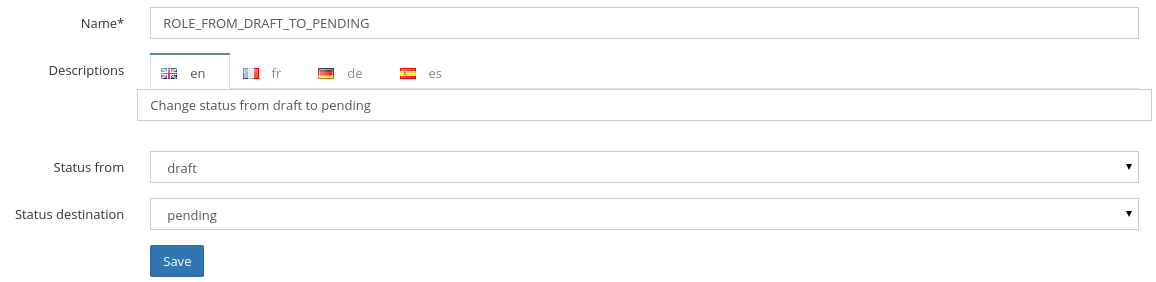 Name* ROLE_FROM_DRAFT_TO_PENDING
Descriptions en fr de es
Change status from draft to pending
Status from draft
Status destination pending
Save